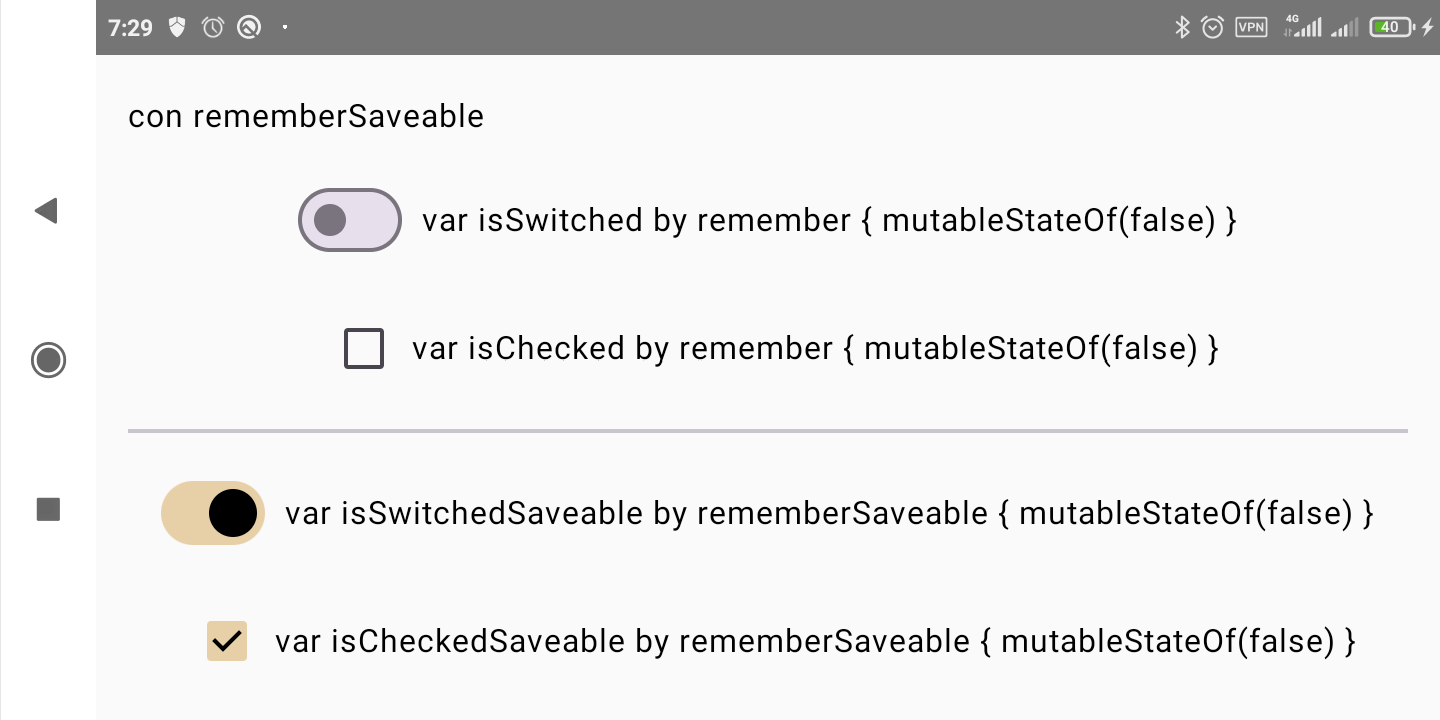 7:29 VPN 4G 40
con rememberSaveable
var isSwitched by remember { mutableStateOf(false) }
var isChecked by remember { mutableStateOf(false) }
var isSwitchedSaveable by rememberSaveable { mutableStateOf(false) }
var isCheckedSaveable by rememberSaveable { mutableStateOf(false) }